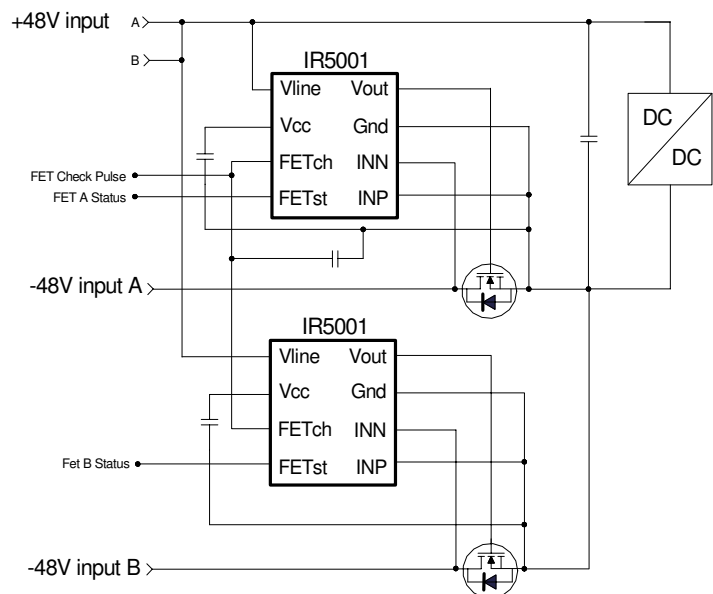 +48V input
A
B
IR5001
Vline Vout
Vcc Gnd
FETch INN
FETst INP
FET Check Pulse
FET A Status
DC
DC
-48V input A
IR5001
Vline Vout
Vcc Gnd
FETch INN
FETst INP
Fet B Status
-48V input B